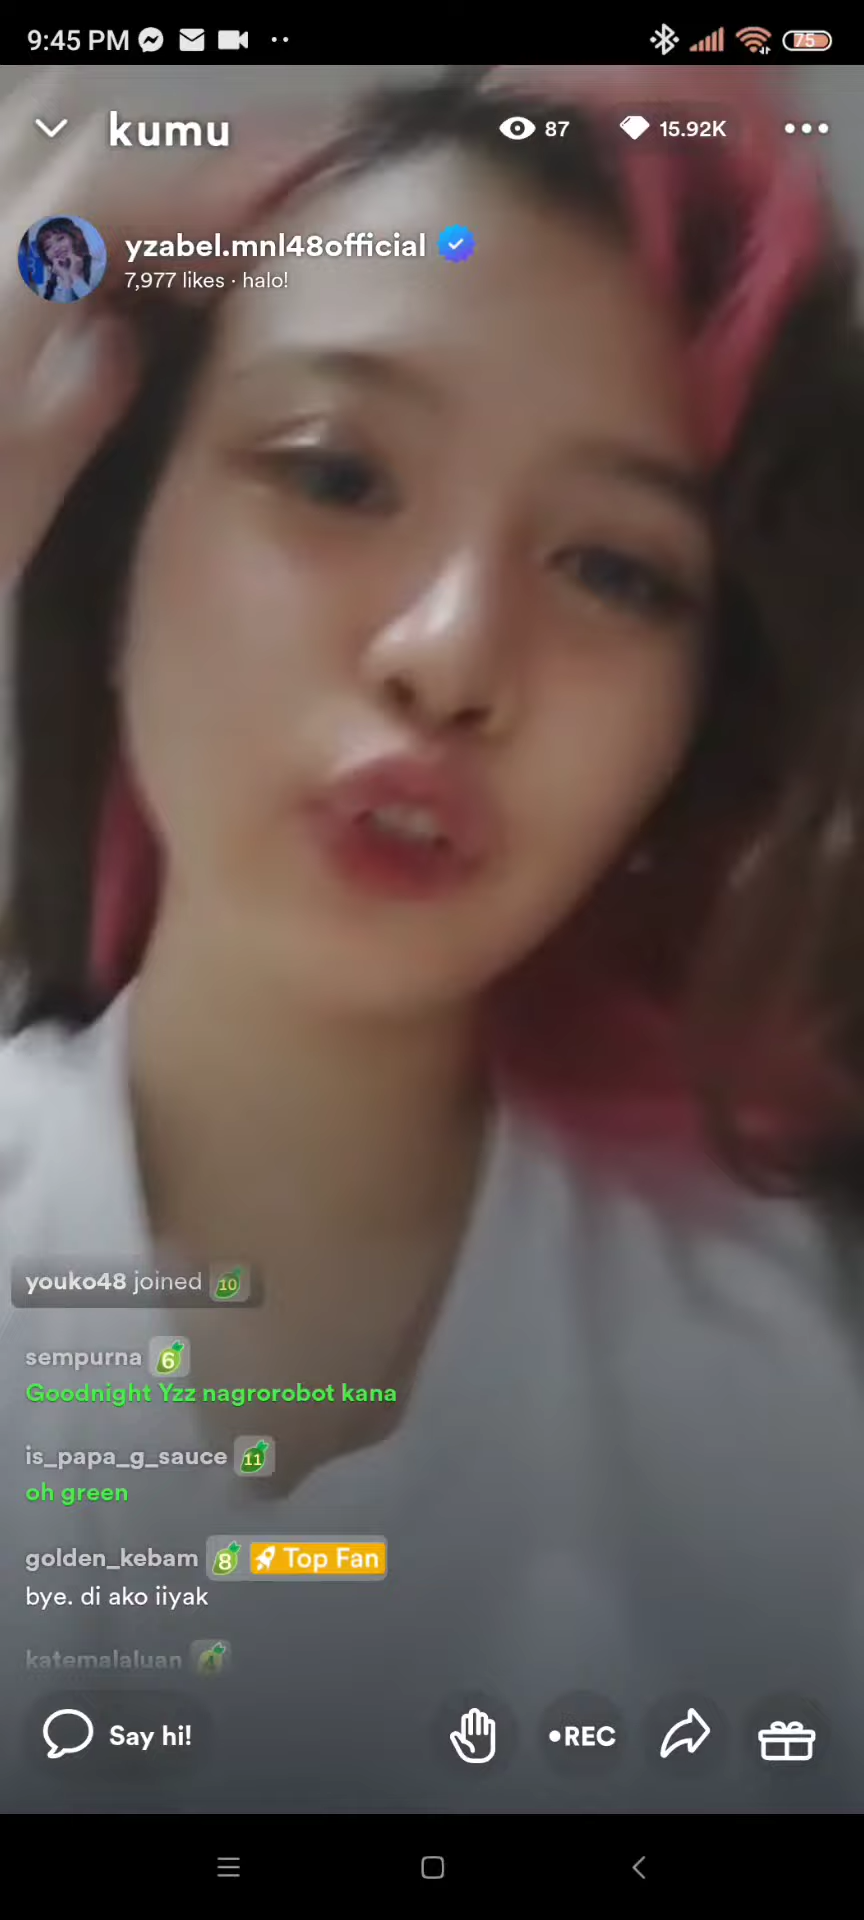 9:45 PM
75
kumu
87
15.92K
yzabel.mnl48official
7,977 likes · halo!
youko48 joined 10
sempurna 6
Goodnight Yzz nagrorobot kana
is_papa_g_sauce 11
oh green
golden_kebam 8 Top Fan
bye. di ako iiyak
katemalaluan 4
Say hi!
•REC